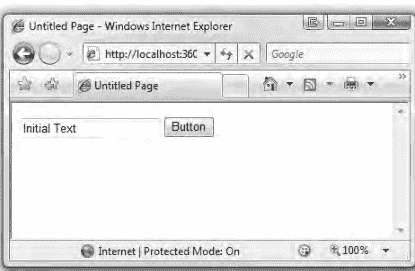 Untitled Page - Windows Internet Explorer
http://localhost:360
Google
Untitled Page
Initial Text
Button
Internet | Protected Mode: On
100%